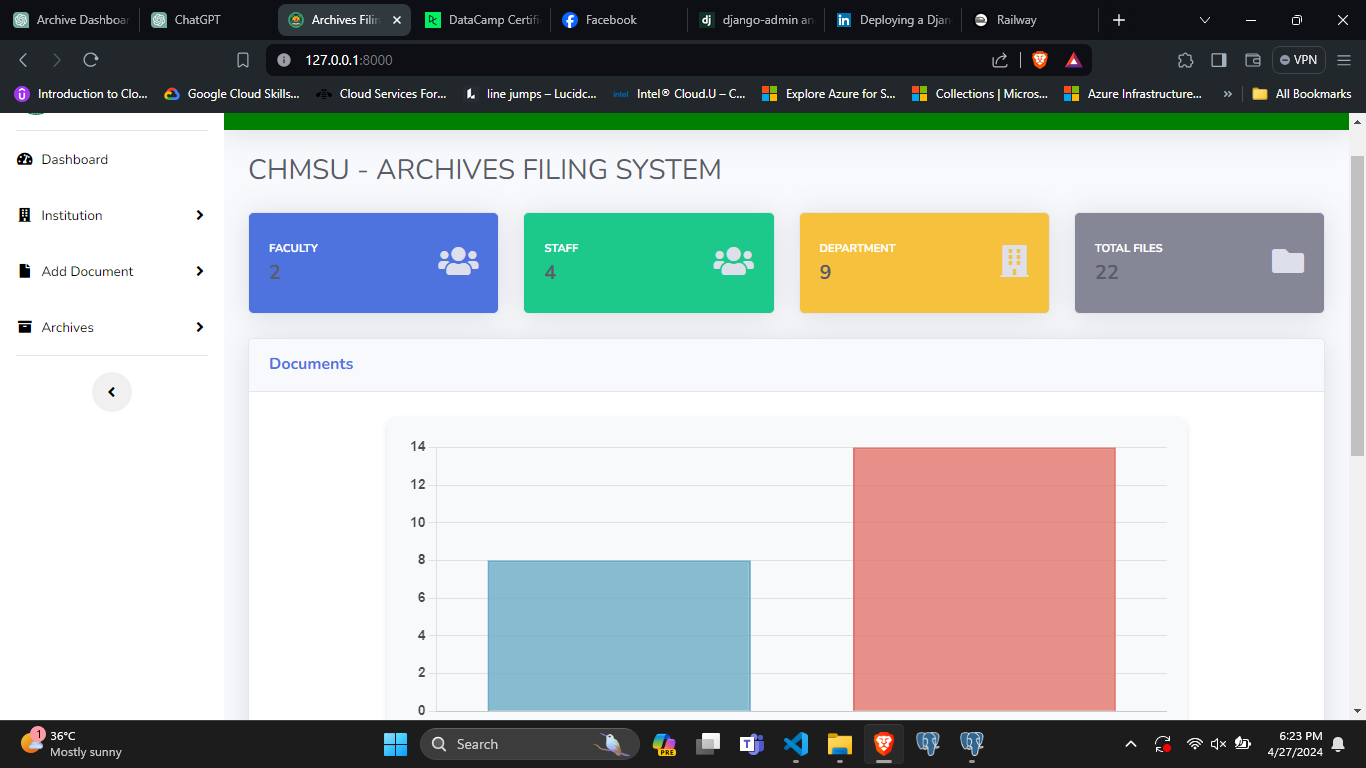 Archive Dashboar
ChatGPT
Archives Filin
DataCamp Certifi
Facebook
django-admin an
Deploying a Djan
Railway
127.0.0.1:8000
VPN
Introduction to Clo...
Google Cloud Skills...
Cloud Services For...
line jumps – Lucidc...
intel
Intel® Cloud.U – C...
Explore Azure for S...
Collections | Micros...
Azure Infrastructure...
»
All Bookmarks
Dashboard
Institution
Add Document
Archives
CHMSU - ARCHIVES FILING SYSTEM
FACULTY
2
STAFF
4
DEPARTMENT
9
TOTAL FILES
22
Documents
14
12
10
8
6
4
2
0
1
36°C
Mostly sunny
Search
PRE
6:23 PM
4/27/2024